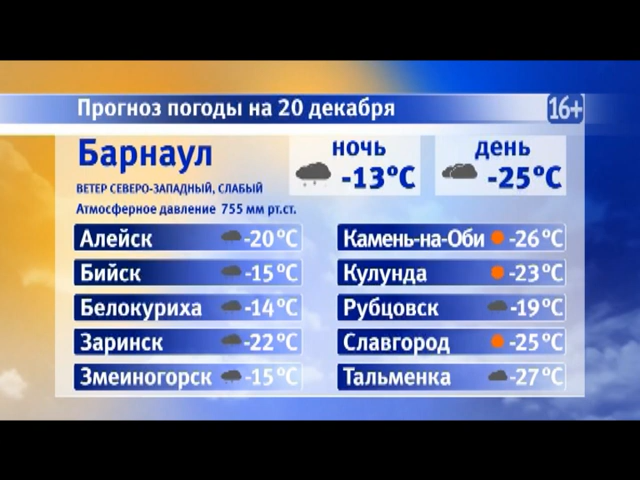 Прогноз погоды на 20 декабря
16+
Барнаул
ВЕТЕР СЕВЕРО-ЗАПАДНЫЙ, СЛАБЫЙ
Атмосферное давление 755 мм рт.ст.
ночь
-13°C
день
-25°C
Алейск -20°C
Бийск -15°C
Белокуриха -14°C
Заринск -22°C
Змеиногорск -15°C
Камень-на-Оби -26°C
Кулунда -23°C
Рубцовск -19°C
Славгород -25°C
Тальменка -27°C